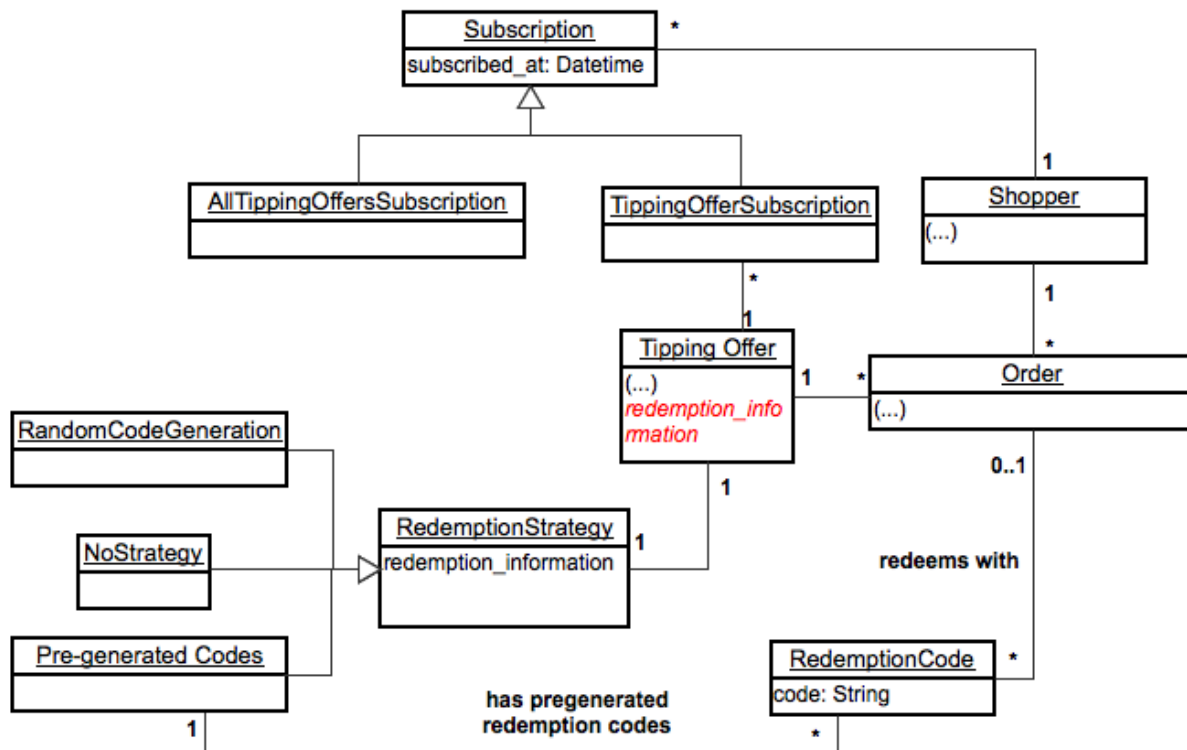 Subscription
*
subscribed_at: Datetime
1
AllTippingOffersSubscription
TippingOfferSubscription
Shopper
(...)
*
1
1
*
Tipping Offer
(...)
redemption_info
rmation
1
*
Order
(...)
RandomCodeGeneration
0..1
1
RedemptionStrategy
1
redemption_information
NoStrategy
redeems with
Pre-generated Codes
RedemptionCode
*
code: String
has pregenerated
redemption codes
1
*